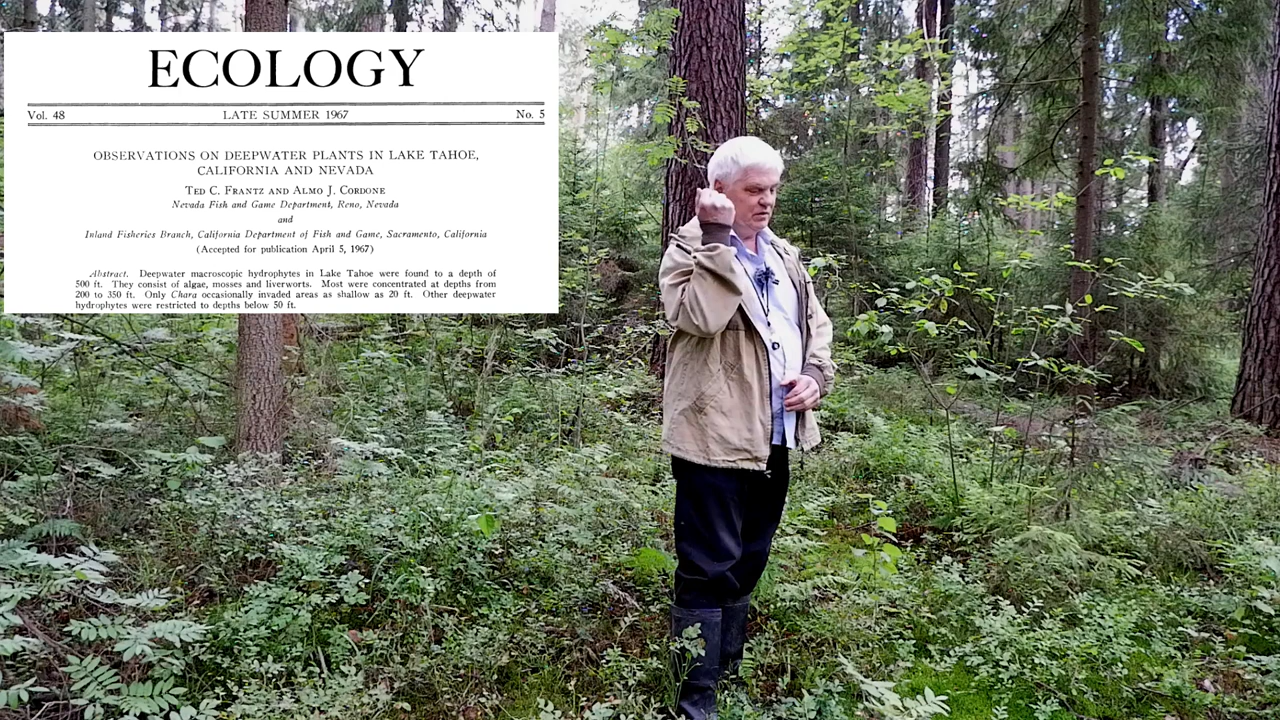 ECOLOGY
Vol. 48 LATE SUMMER 1967 No. 5
OBSERVATIONS ON DEEPWATER PLANTS IN LAKE TAHOE,
CALIFORNIA AND NEVADA
TED C. FRANTZ AND ALMO J. CORDONE
Nevada Fish and Game Department, Reno, Nevada
and
Inland Fisheries Branch, California Department of Fish and Game, Sacramento, California
(Accepted for publication April 5, 1967)
Abstract. Deepwater macroscopic hydrophytes in Lake Tahoe were found to a depth of
500 ft. They consist of algae, mosses and liverworts. Most were concentrated at depths from
200 to 350 ft. Only Chara occasionally invaded areas as shallow as 20 ft. Other deepwater
hydrophytes were restricted to depths below 50 ft.